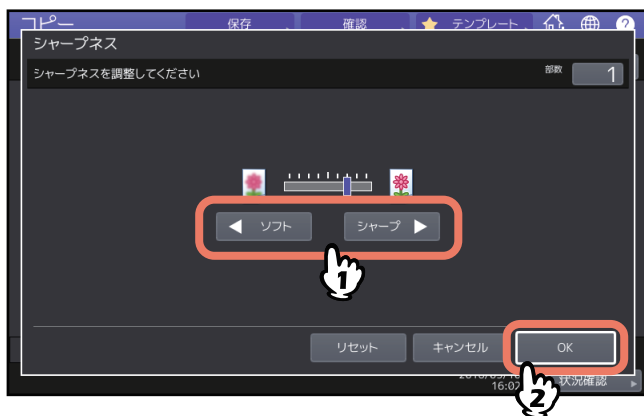 コピー 保存 確認 テンプレート ?
シャープネス
シャープネスを調整してください 部数 1
ソフト シャープ
1
リセット キャンセル OK
16:02 状況確認
2